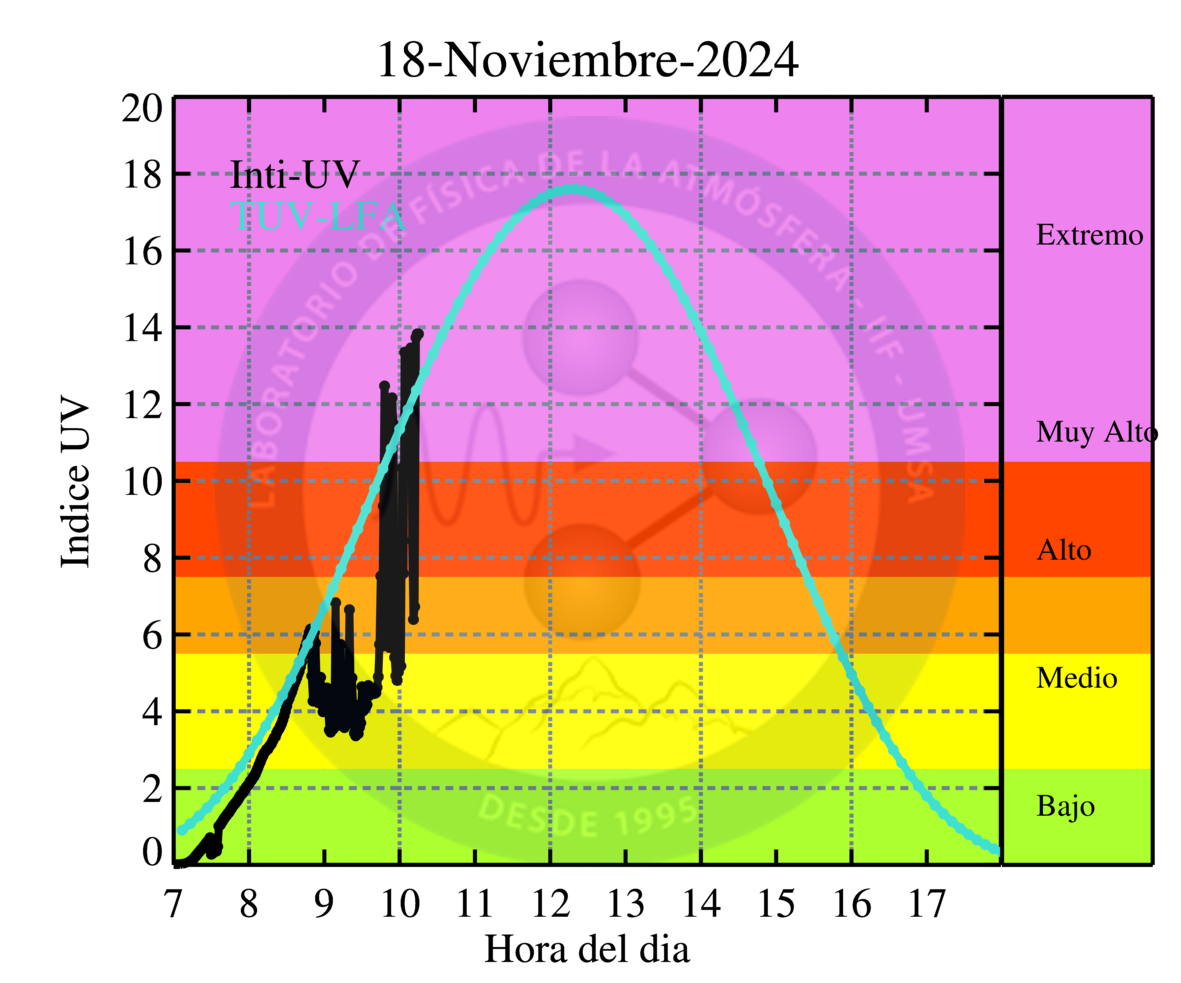 18-Noviembre-2024
Inti-UV
TUV-LFA
LABORATORIO DE FÍSICA DE LA ATMÓSFERA - IIF - UMSA
DESDE 1995
Indice UV
20
18
16
14
12
10
8
6
4
2
0
7 8 9 10 11 12 13 14 15 16 17
Hora del dia
Extremo
Muy Alto
Alto
Medio
Bajo